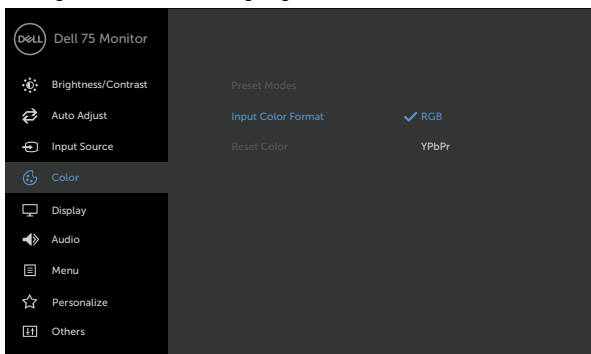 DELL Dell 75 Monitor
Brightness/Contrast
Auto Adjust
Input Source
Color
Display
Audio
Menu
Personalize
Others
Preset Modes
Input Color Format RGB
Reset Color YPbPr